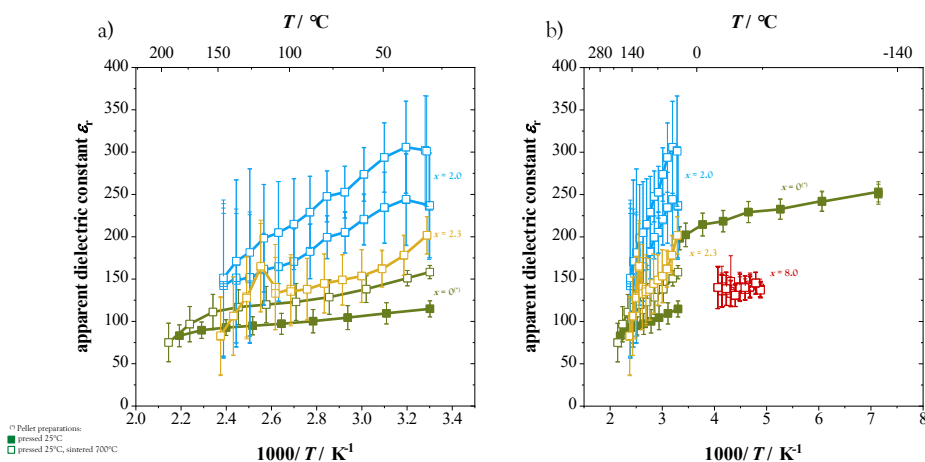 a)
T / °C
200
150
100
50
400
350
300
250
200
150
100
50
0
apparent dielectric constant εr
x = 2.0
x = 2.3
x = 0(*)
2.0
2.2
2.4
2.6
2.8
3.0
3.2
3.4
1000/ T / K-1
b)
T / °C
280
140
0
-140
400
350
300
250
200
150
100
50
0
apparent dielectric constant εr
x = 2.0
x = 0(*)
x = 2.3
x = 8.0
2
3
4
5
6
7
8
1000/ T / K-1
(*) Pellet preparations:
pressed 25°C
pressed 25°C, sintered 700°C